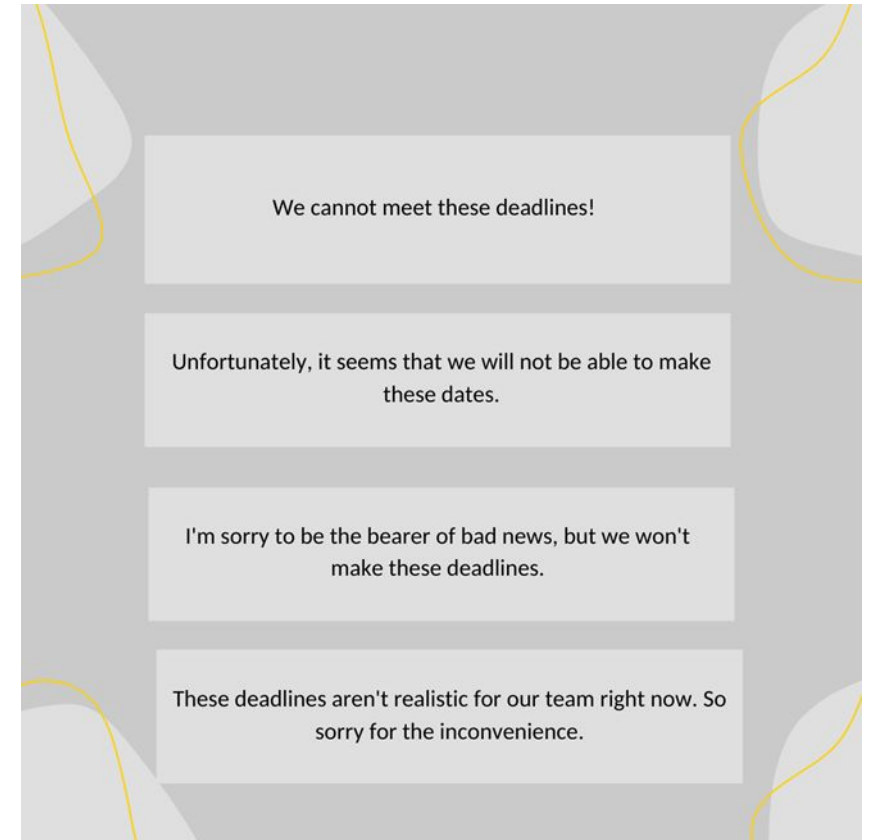 We cannot meet these deadlines!
Unfortunately, it seems that we will not be able to make
these dates.
I'm sorry to be the bearer of bad news, but we won't
make these deadlines.
These deadlines aren't realistic for our team right now. So
sorry for the inconvenience.